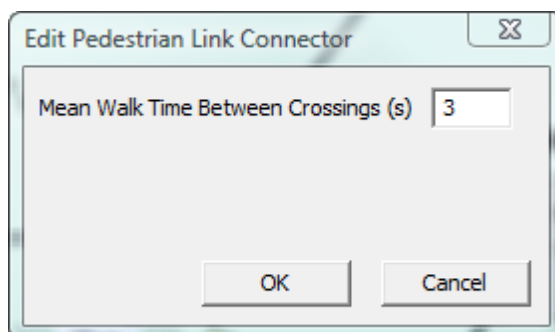 Edit Pedestrian Link Connector
Mean Walk Time Between Crossings (s) 3
OK Cancel